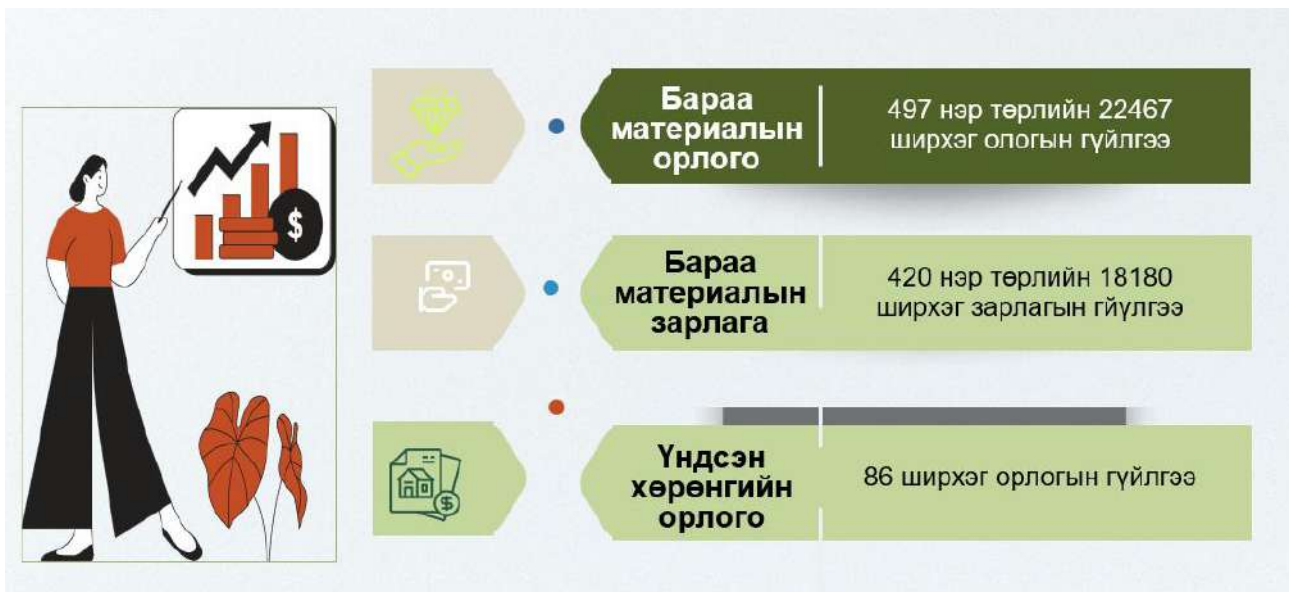 Бараа
материалын
орлого
497 нэр төрлийн 22467
ширхэг ологын гүйлгээ
Бараа
материалын
зарлага
420 нэр төрлийн 18180
ширхэг зарлагын гйүлгээ
Үндсэн
хөрөнгийн
орлого
86 ширхэг орлогын гүйлгээ
$
$